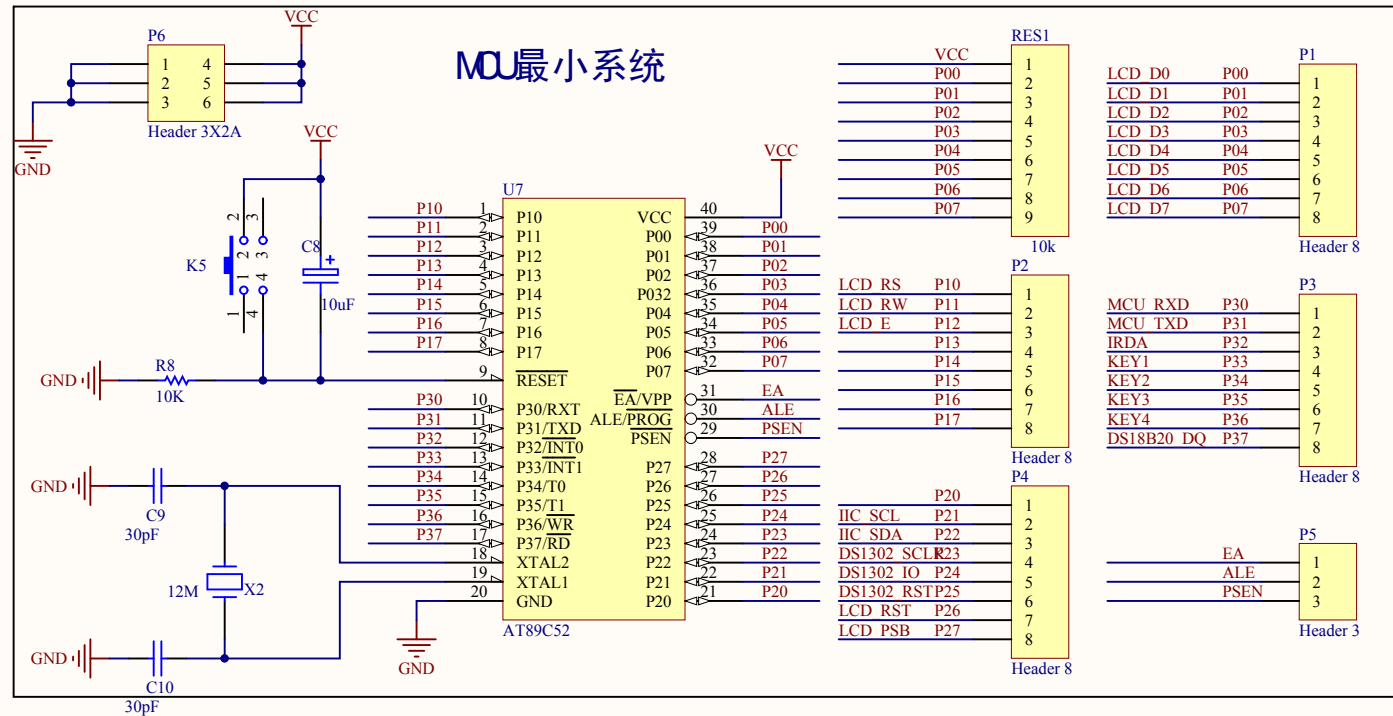 MCU最小系统
P6
1 4
2 5
3 6
Header 3X2A
VCC
GND
VCC
K5
2 3
2 3
1 4
1 4
C8
+
10uF
GND
R8
10K
GND
C9
30pF
12M
X2
GND
C10
30pF
U7
P10 1 P10
P11 2 P11
P12 3 P12
P13 4 P13
P14 5 P14
P15 6 P15
P16 7 P16
P17 8 P17
9 RESET
P30 10 P30/RXT
P31 11 P31/TXD
P32 12 P32/INT0
P33 13 P33/INT1
P34 14 P34/T0
P35 15 P35/T1
P36 16 P36/WR
P37 17 P37/RD
18 XTAL2
19 XTAL1
20 GND
GND
VCC
VCC 40
P00 39 P00
P01 38 P01
P02 37 P02
P032 36 P03
P04 35 P04
P05 34 P05
P06 33 P06
P07 32 P07
EA/VPP 31 EA
ALE/PROG 30 ALE
PSEN 29 PSEN
P27 28 P27
P26 27 P26
P25 26 P25
P24 25 P24
P23 24 P23
P22 23 P22
P21 22 P21
P20 21 P20
AT89C52
RES1
VCC 1
P00 2
P01 3
P02 4
P03 5
P04 6
P05 7
P06 8
P07 9
10k
P2
LCD_RS P10 1
LCD_RW P11 2
LCD_E P12 3
P13 4
P14 5
P15 6
P16 7
P17 8
Header 8
P4
P20 1
IIC_SCL P21 2
IIC_SDA P22 3
DS1302_SCLK P23 4
DS1302_IO P24 5
DS1302_RST P25 6
LCD_RST P26 7
LCD_PSB P27 8
Header 8
P1
LCD_D0 P00 1
LCD_D1 P01 2
LCD_D2 P02 3
LCD_D3 P03 4
LCD_D4 P04 5
LCD_D5 P05 6
LCD_D6 P06 7
LCD_D7 P07 8
Header 8
P3
MCU_RXD P30 1
MCU_TXD P31 2
IRDA P32 3
KEY1 P33 4
KEY2 P34 5
KEY3 P35 6
KEY4 P36 7
DS18B20_DQ P37 8
Header 8
P5
EA 1
ALE 2
PSEN 3
Header 3